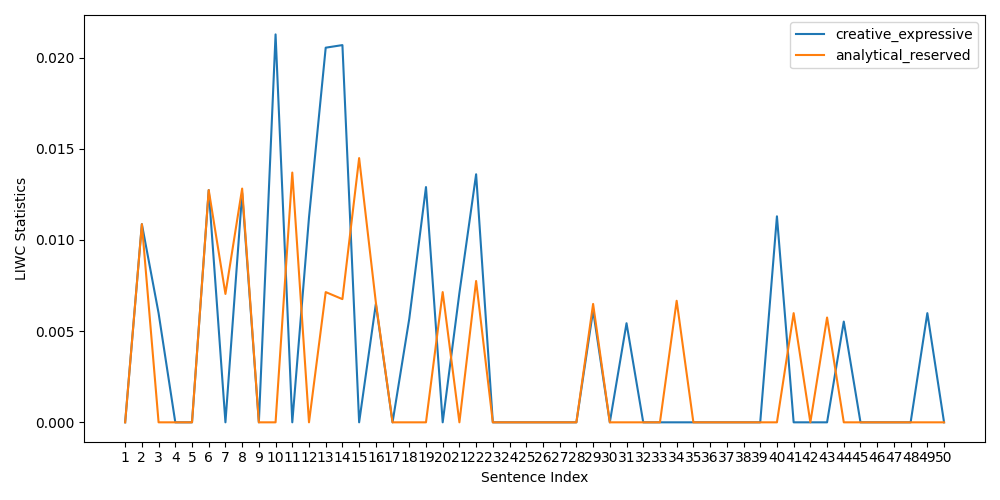 creative_expressive
analytical_reserved
0.020
0.015
0.010
0.005
0.000
LIWC Statistics
1 2 3 4 5 6 7 8 9 10 11 12 13 14 15 16 17 18 19 20 21 22 23 24 25 26 27 28 29 30 31 32 33 34 35 36 37 38 39 40 41 42 43 44 45 46 47 48 49 50
Sentence Index